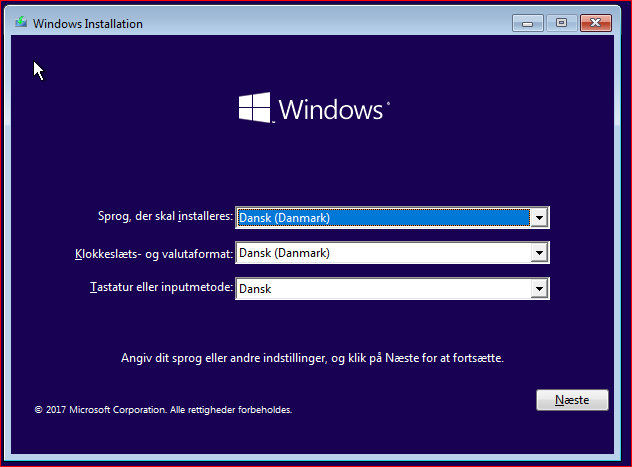 Windows Installation
Windows
Sprog, der skal installeres: Dansk (Danmark)
Klokkeslæts- og valutaformat: Dansk (Danmark)
Tastatur eller inputmetode: Dansk
Angiv dit sprog eller andre indstillinger, og klik på Næste for at fortsætte.
© 2017 Microsoft Corporation. Alle rettigheder forbeholdes.
Næste